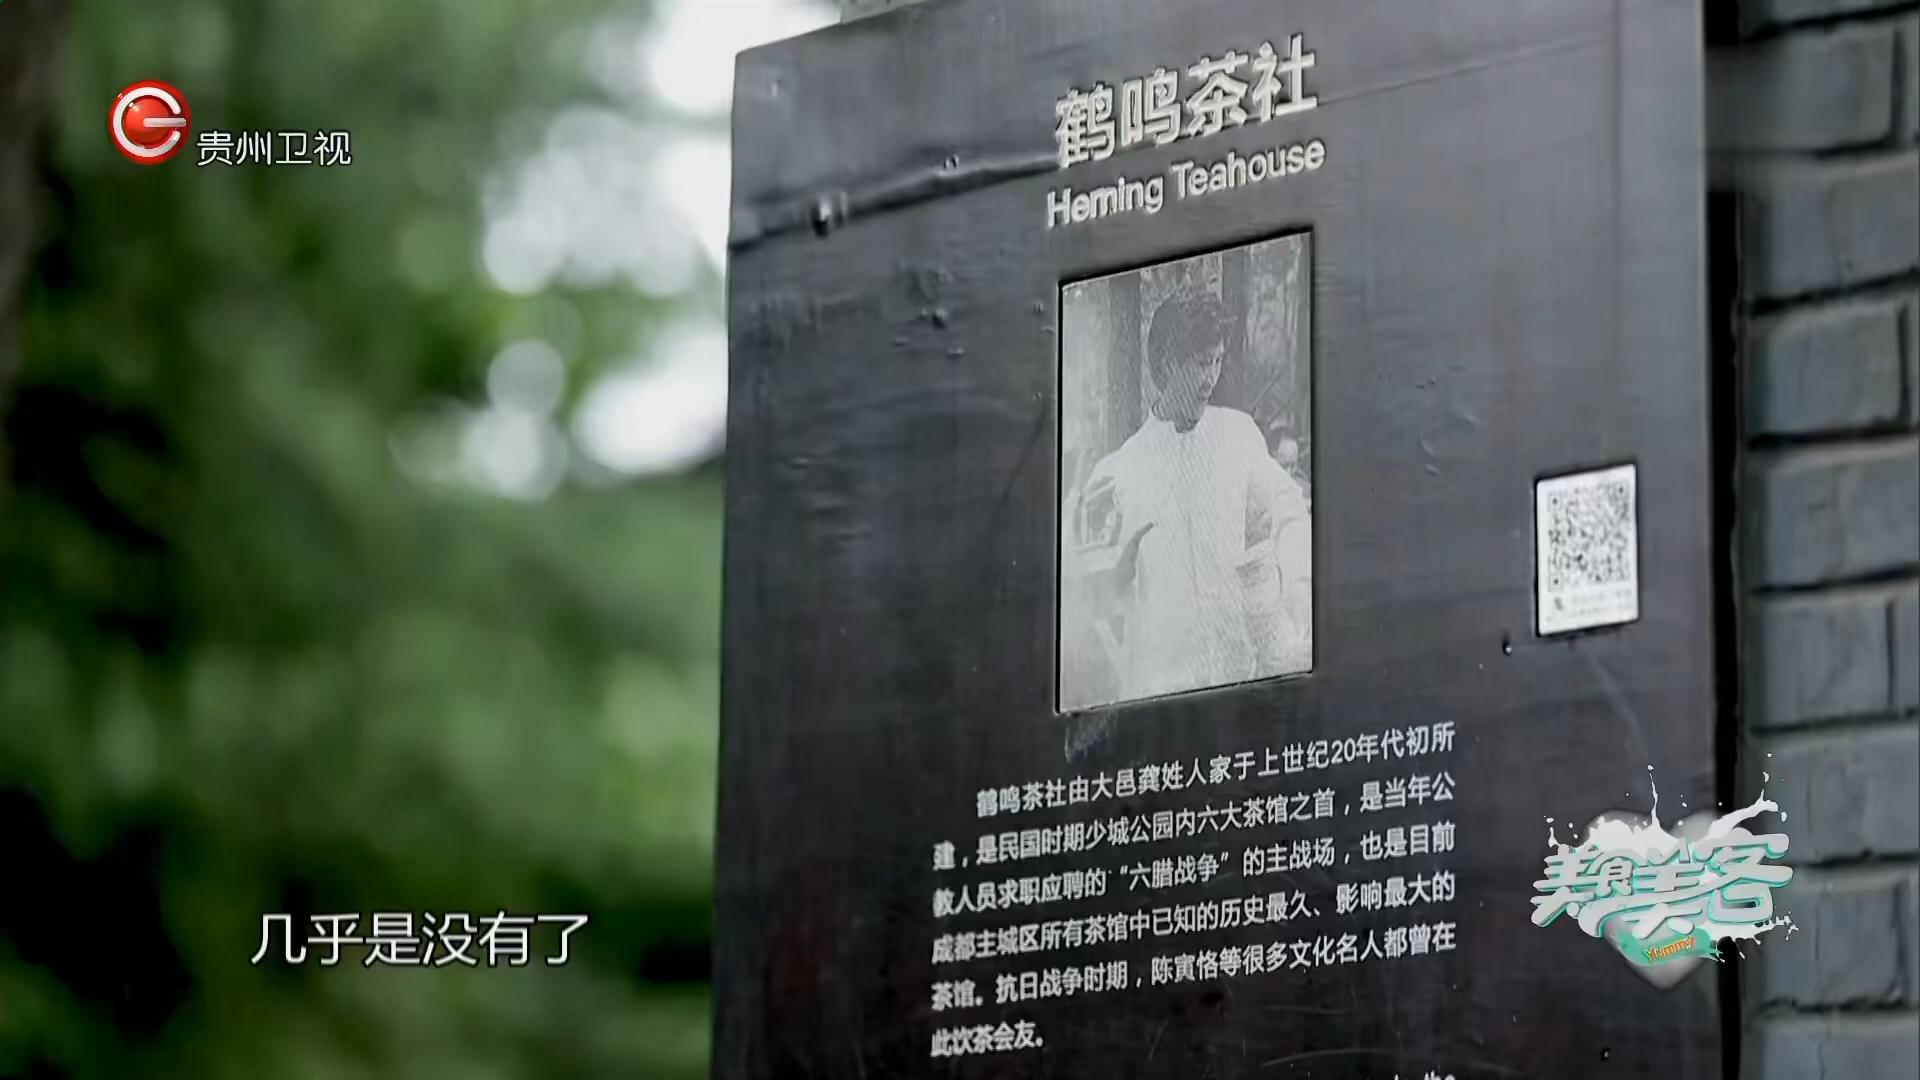 贵州卫视
鹤鸣茶社
Heming Teahouse
鹤鸣茶社由大邑龚姓人家于上世纪20年代初所
建，是民国时期少城公园内六大茶馆之首，是当年公
教人员求职应聘的“六腊战争”的主战场，也是目前
成都主城区所有茶馆中已知的历史最久、影响最大的
茶馆。抗日战争时期，陈寅恪等很多文化名人都曾在
此饮茶会友。
美食美客
Yummy
几乎是没有了